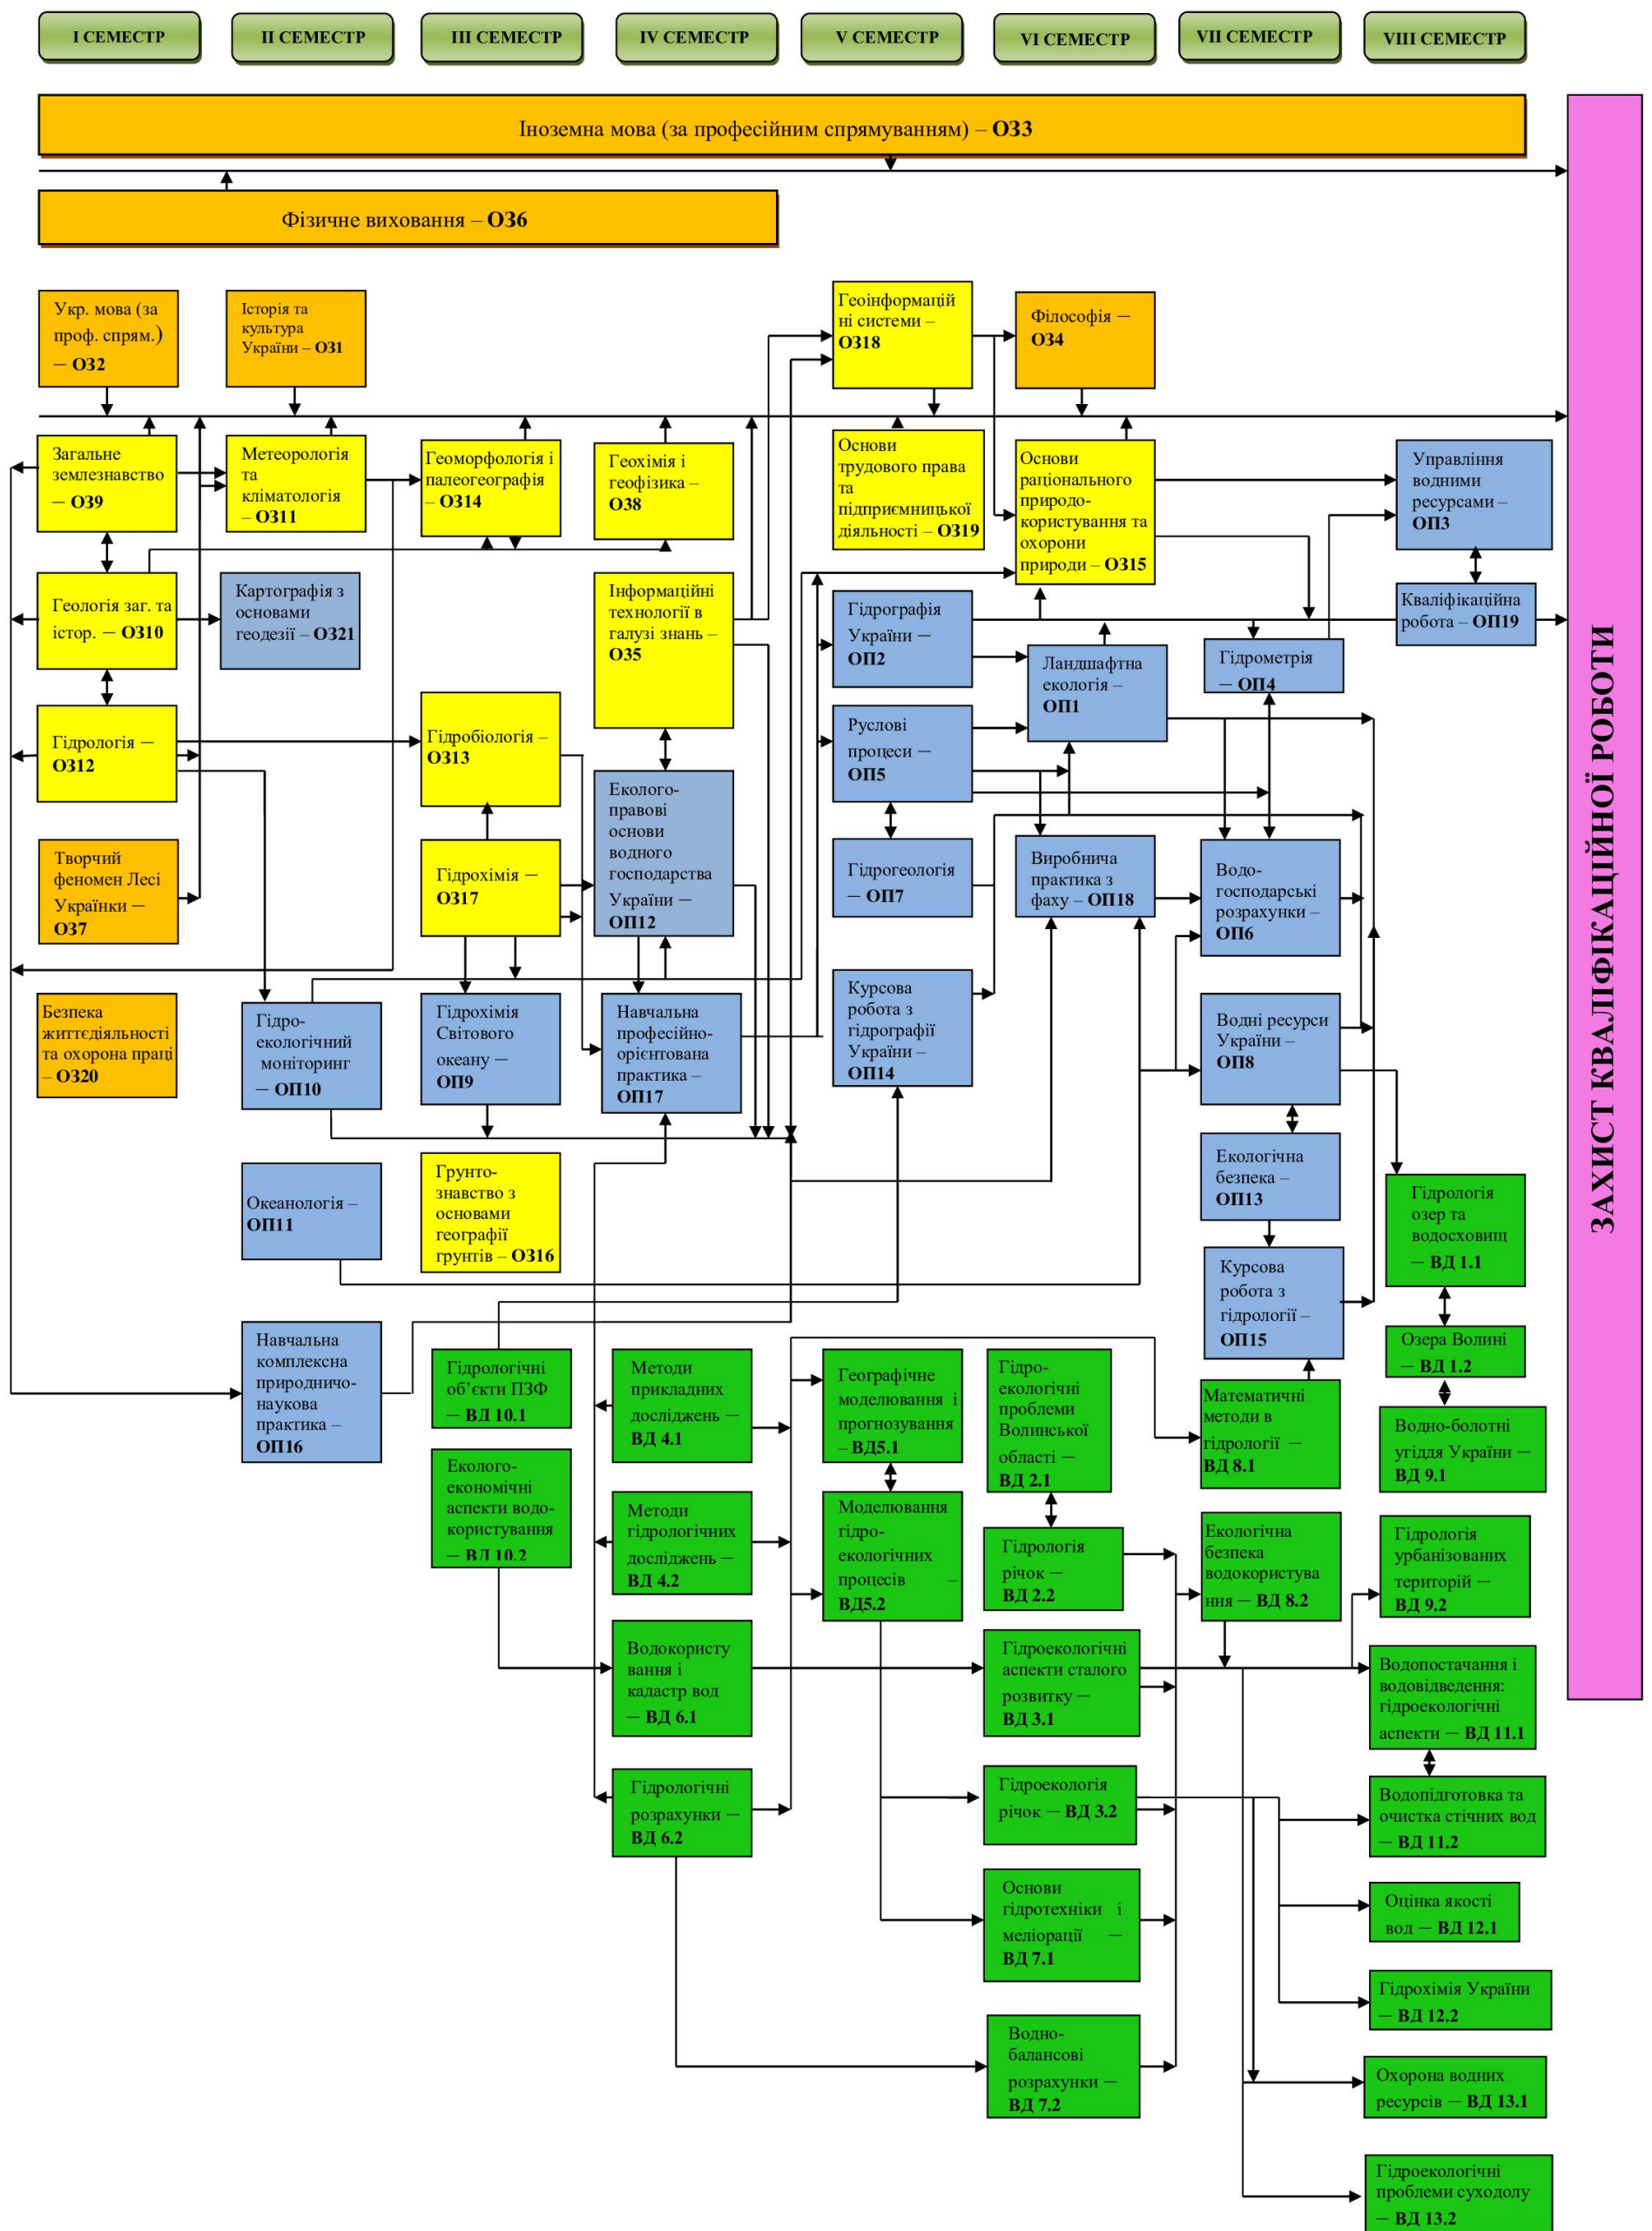 І СЕМЕСТР
ІІ СЕМЕСТР
ІІІ СЕМЕСТР
IV СЕМЕСТР
V СЕМЕСТР
VI СЕМЕСТР
VII СЕМЕСТР
VIII СЕМЕСТР
Іноземна мова (за професійним спрямуванням) – ОЗ3
Фізичне виховання – ОЗ6
Укр. мова (за
проф. спрям.)
— ОЗ2
Історія та
культура
України – ОЗ1
Геоінформацій
ні системи –
ОЗ18
Філософія —
ОЗ4
Загальне
землезнавство
— ОЗ9
Метеорологія
та
кліматологія
– ОЗ11
Геоморфологія і
палеогеографія
– ОЗ14
Геохімія і
геофізика –
ОЗ8
Основи
трудового права
та
підприємницької
діяльності – ОЗ19
Основи
раціонального
природо-
користування та
охорони
природи – ОЗ15
Управління
водними
ресурсами –
ОП3
Геологія заг. та
істор. — ОЗ10
Картографія з
основами
геодезії – ОЗ21
Інформаційні
технології в
галузі знань –
ОЗ5
Гідрографія
України —
ОП2
Ландшафтна
екологія –
ОП1
Гідрометрія
— ОП4
Кваліфікаційна
робота – ОП19
Гідрологія —
ОЗ12
Гідробіологія –
ОЗ13
Еколого-
правові
основи
водного
господарства
України —
ОП12
Руслові
процеси —
ОП5
Творчий
феномен Лесі
Українки —
ОЗ7
Гідрохімія —
ОЗ17
Гідрогеологія
— ОП7
Виробнича
практика з
фаху – ОП18
Водо-
господарські
розрахунки –
ОП6
Безпека
життєдіяльності
та охорона праці
– ОЗ20
Гідро-
екологічний
моніторинг
— ОП10
Гідрохімія
Світового
океану —
ОП9
Навчальна
професійно-
орієнтована
практика –
ОП17
Курсова
робота з
гідрографії
України –
ОП14
Водні ресурси
України –
ОП8
Океанологія –
ОП11
Грунто-
знавство з
основами
географії
грунтів – ОЗ16
Екологічна
безпека –
ОП13
Гідрологія
озер та
водосховищ
— ВД 1.1
Курсова
робота з
гідрології –
ОП15
Навчальна
комплексна
природничо-
наукова
практика –
ОП16
Гідрологічні
об’єкти ПЗФ
— ВД 10.1
Методи
прикладних
досліджень —
ВД 4.1
Географічне
моделювання і
прогнозування
– ВД5.1
Гідро-
екологічні
проблеми
Волинської
області —
ВД 2.1
Математичні
методи в
гідрології —
ВД 8.1
Озера Волині
— ВД 1.2
Водно-болотні
угіддя України —
ВД 9.1
Еколого-
економічні
аспекти водо-
користування
— ВД 10.2
Методи
гідрологічних
досліджень —
ВД 4.2
Моделювання
гідро-
екологічних
процесів –
ВД5.2
Гідрологія
річок —
ВД 2.2
Екологічна
безпека
водокористува
ння — ВД 8.2
Гідрологія
урбанізованих
територій —
ВД 9.2
Водокористу
вання і
кадастр вод
— ВД 6.1
Гідроекологічні
аспекти сталого
розвитку —
ВД 3.1
Водопостачання і
водовідведення:
гідроекологічні
аспекти — ВД 11.1
Гідрологічні
розрахунки —
ВД 6.2
Гідроекологія
річок — ВД 3.2
Водопідготовка та
очистка стічних вод
— ВД 11.2
Основи
гідротехніки і
меліорації —
ВД 7.1
Оцінка якості
вод — ВД 12.1
Гідрохімія України
— ВД 12.2
Водно-
балансові
розрахунки —
ВД 7.2
Охорона водних
ресурсів — ВД 13.1
Гідроекологічні
проблеми суходолу
— ВД 13.2
ЗАХИСТ КВАЛІФІКАЦІЙНОЇ РОБОТИ